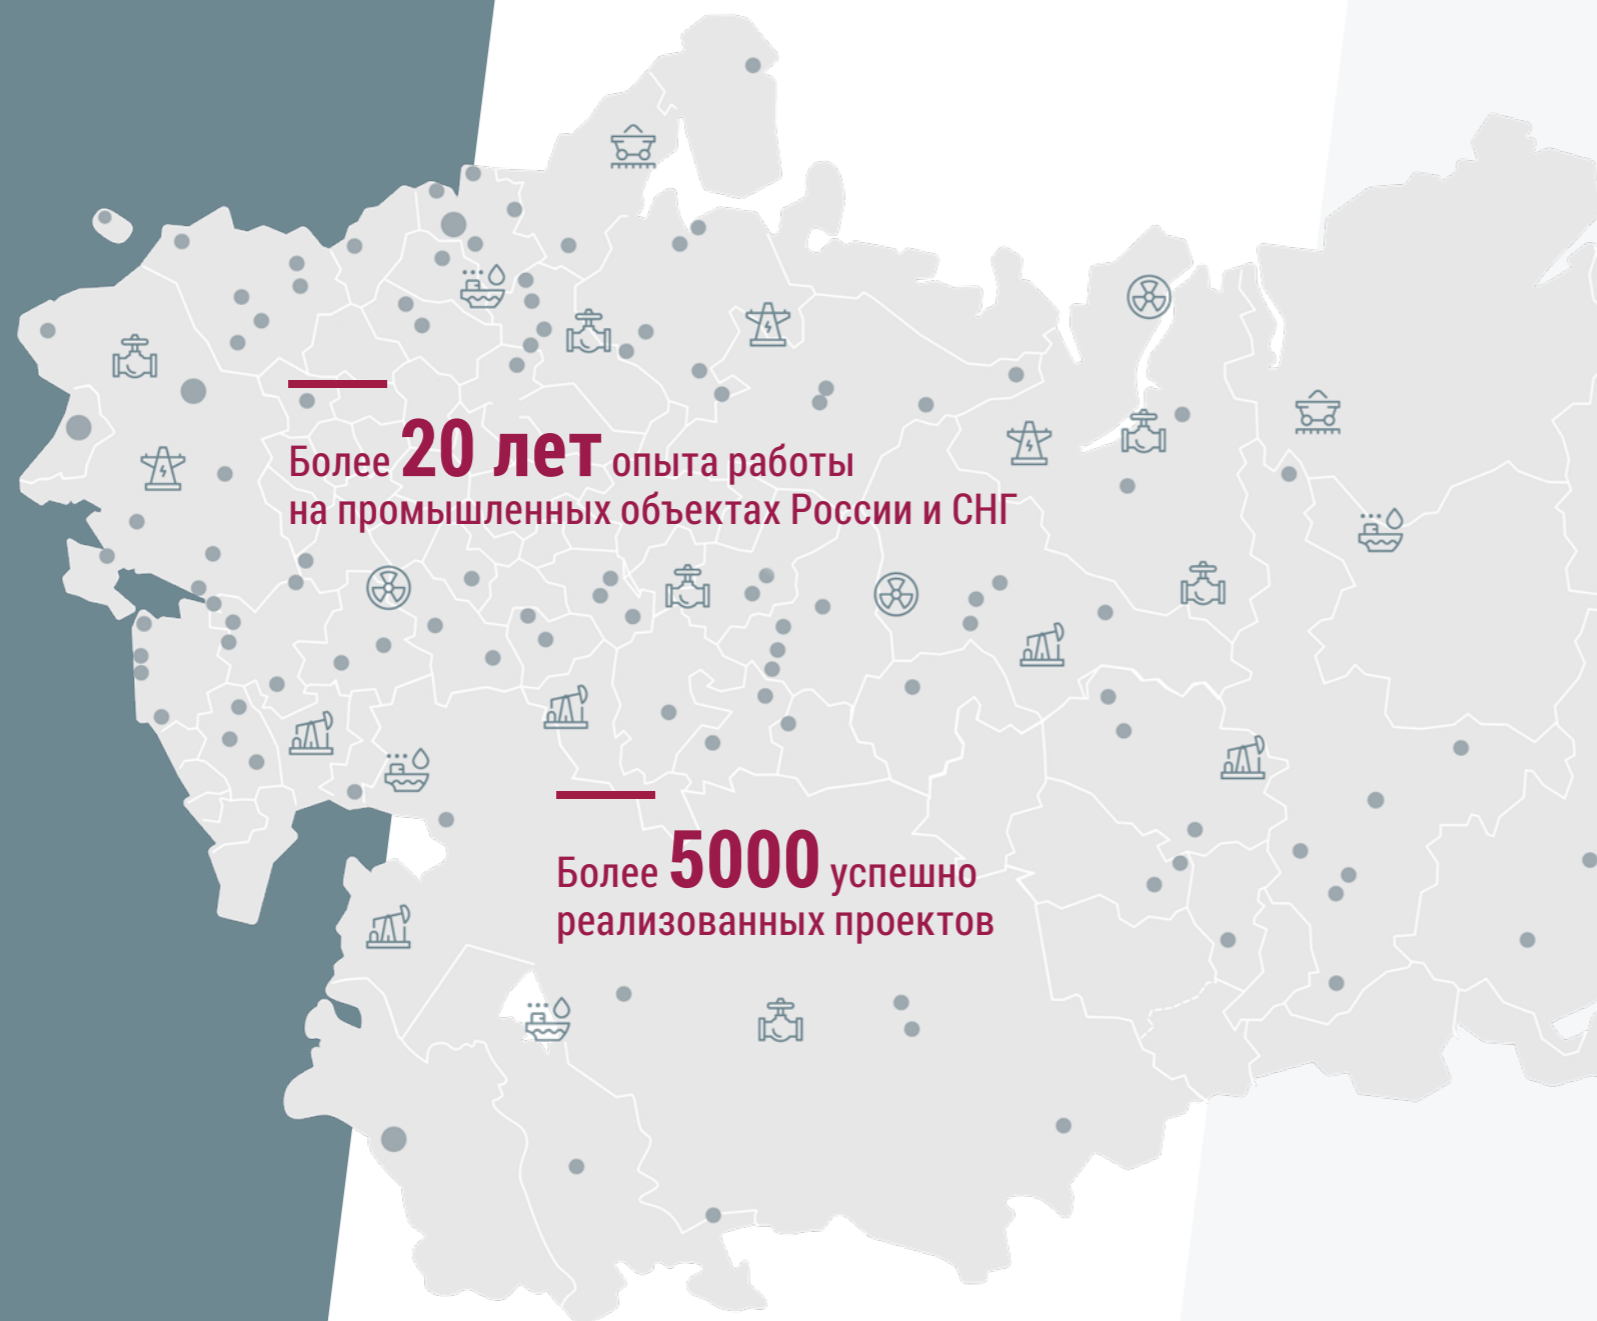 Более 20 лет опыта работы
на промышленных объектах России и СНГ
Более 5000 успешно
реализованных проектов